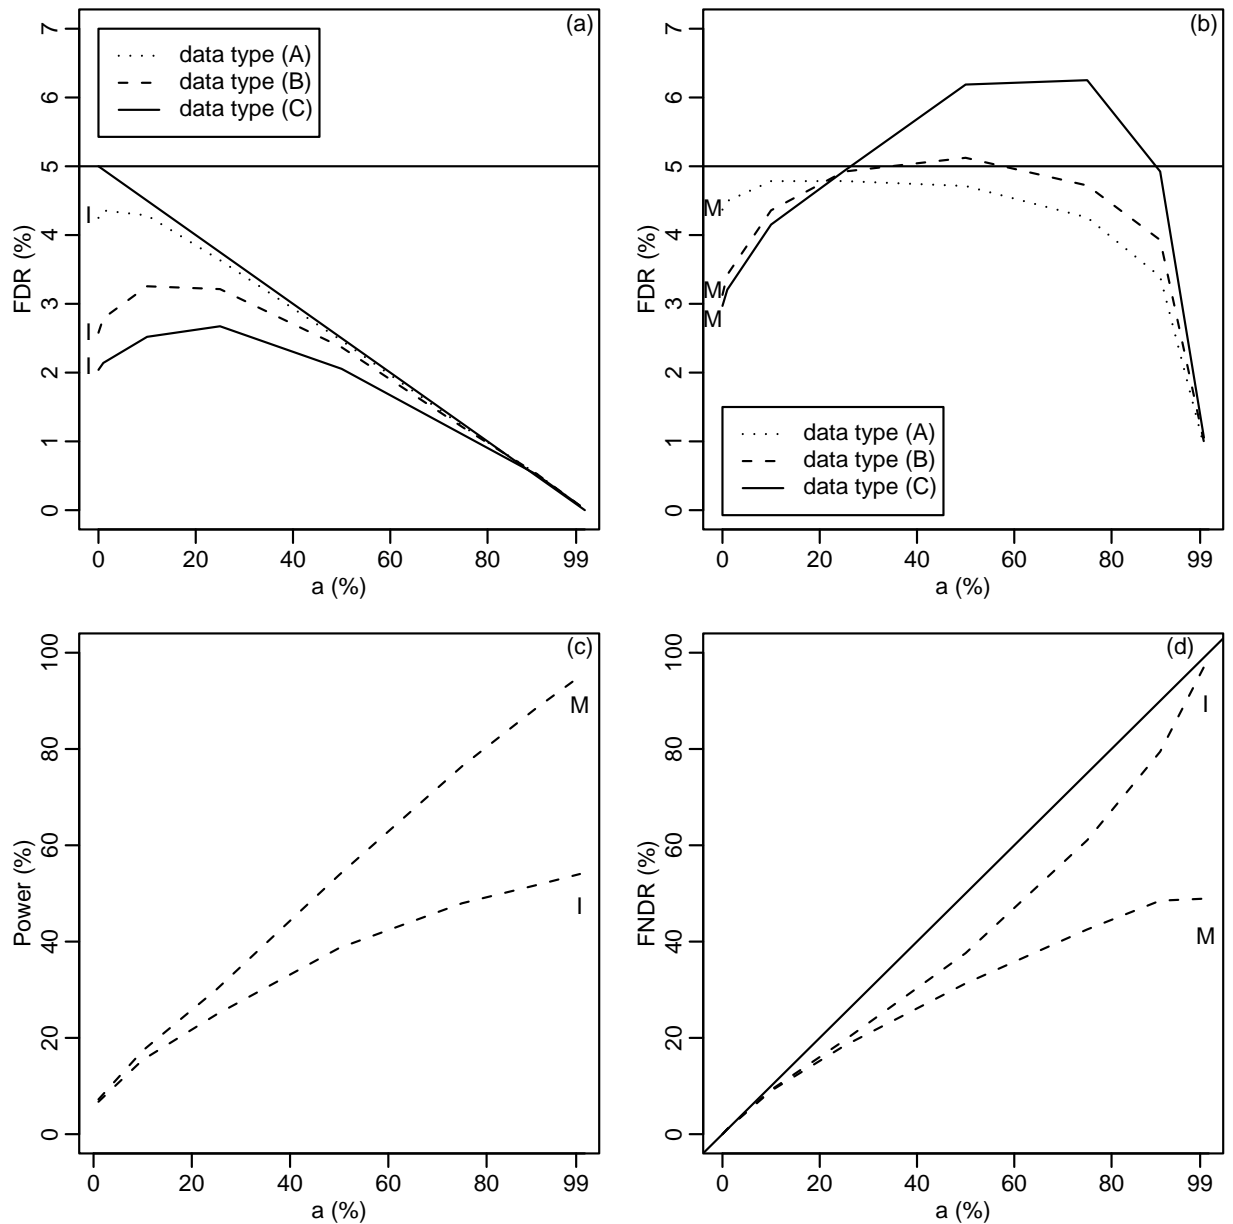 (a)
data type (A)
data type (B)
data type (C)
7
6
5
4
3
2
1
0
FDR (%)
I
I
I
0
20
40
60
80
99
a (%)
(b)
7
6
5
4
3
2
1
0
FDR (%)
M
M
M
data type (A)
data type (B)
data type (C)
0
20
40
60
80
99
a (%)
(c)
100
80
60
40
20
0
Power (%)
M
I
0
20
40
60
80
99
a (%)
(d)
100
80
60
40
20
0
FNDR (%)
I
M
0
20
40
60
80
99
a (%)